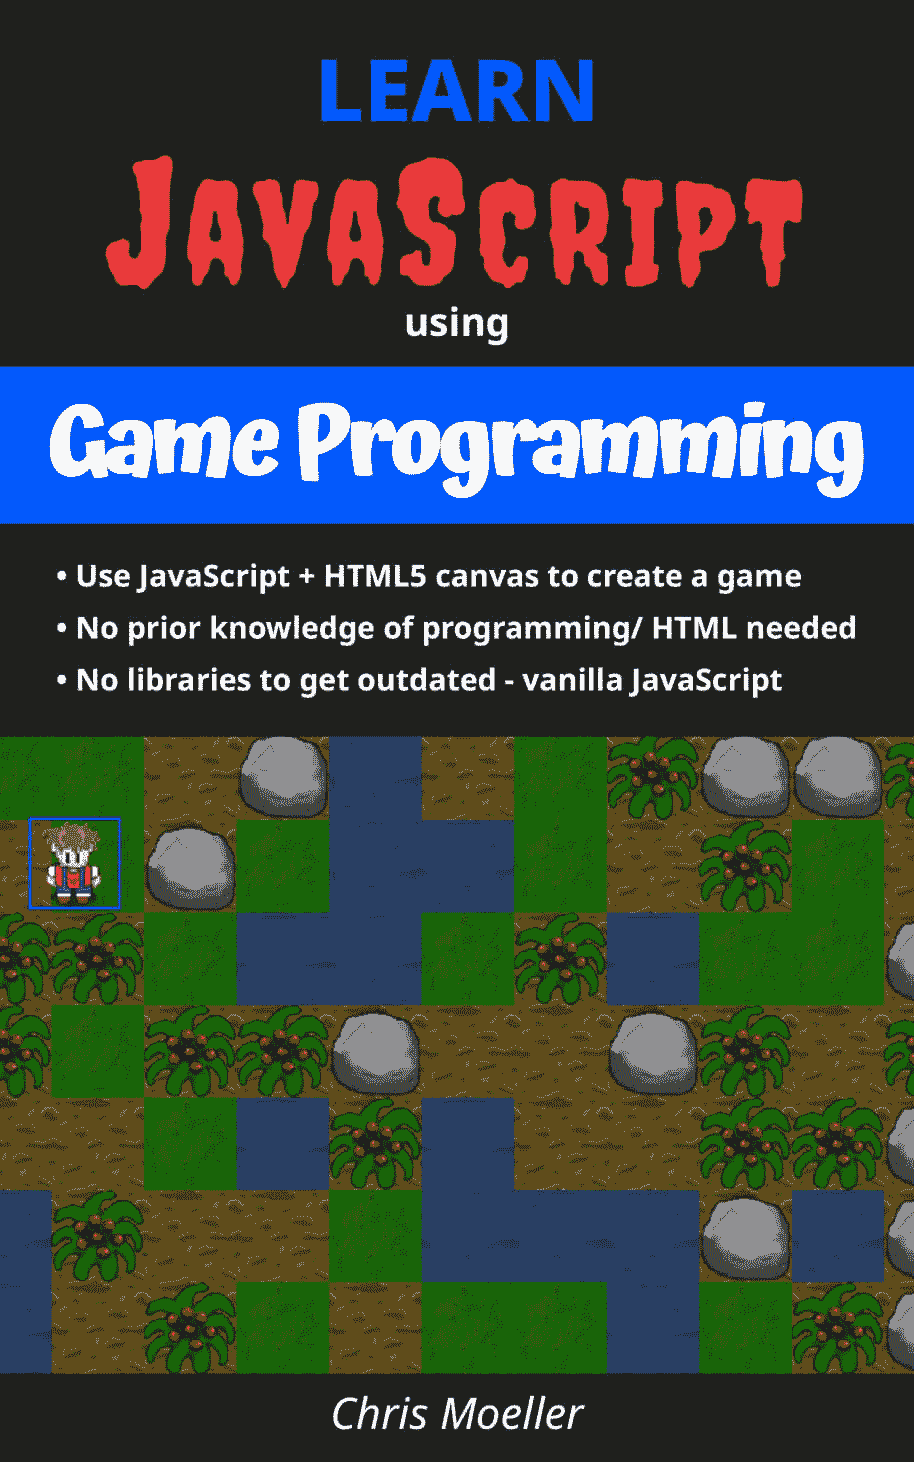 LEARN
JAVASCRIPT
using
Game Programming
• Use JavaScript + HTML5 canvas to create a game
• No prior knowledge of programming/ HTML needed
• No libraries to get outdated - vanilla JavaScript
Chris Moeller